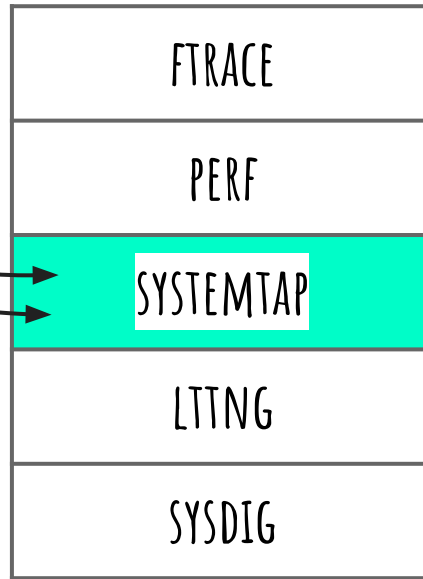 FTRACE
PERF
SYSTEMTAP
LTTNG
SYSDIG